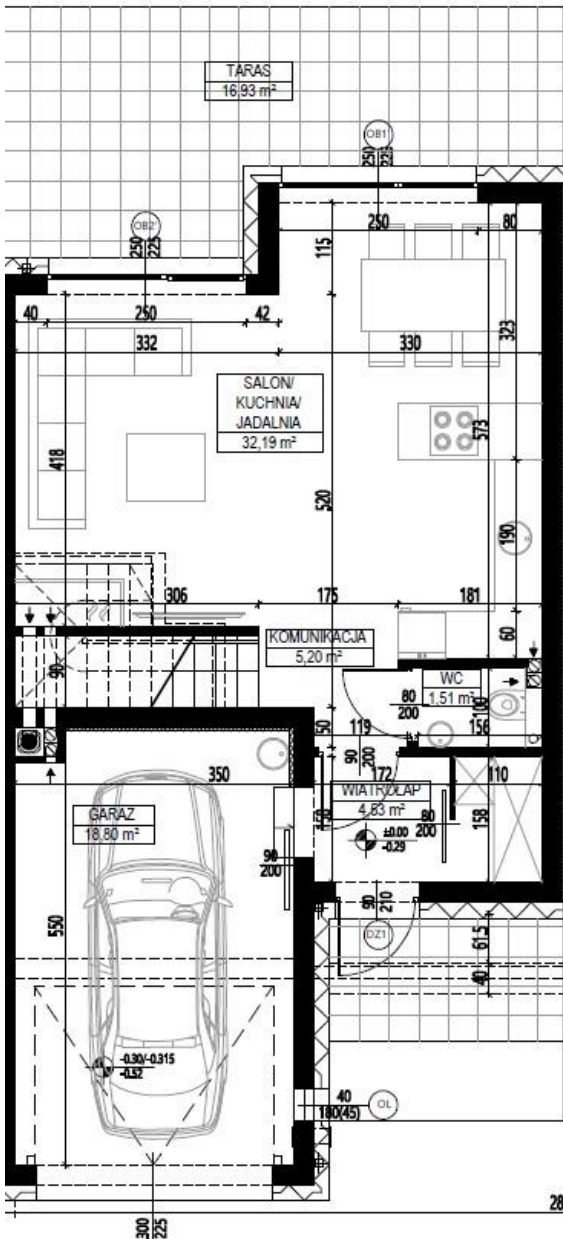 TARAS
16,93 m²
OB1'
250
225
OB2'
250
225
250
80
115
40
250
42
332
330
323
SALON/
KUCHNIA/
JADALNIA
32,19 m²
573
418
520
190
306
175
181
60
KOMUNIKACJA
5,20 m²
90
WC
1,51 m²
80
200
100
50
119
156
90
200
350
172
110
WIATROŁAP
4,53 m²
GARAŻ
18,80 m²
80
200
150
158
±0.00
-0.29
90
200
90
210
DZ1
550
61,5
40
-0.30/-0.315
-0.52
40
180(45)
OL
300
225
28